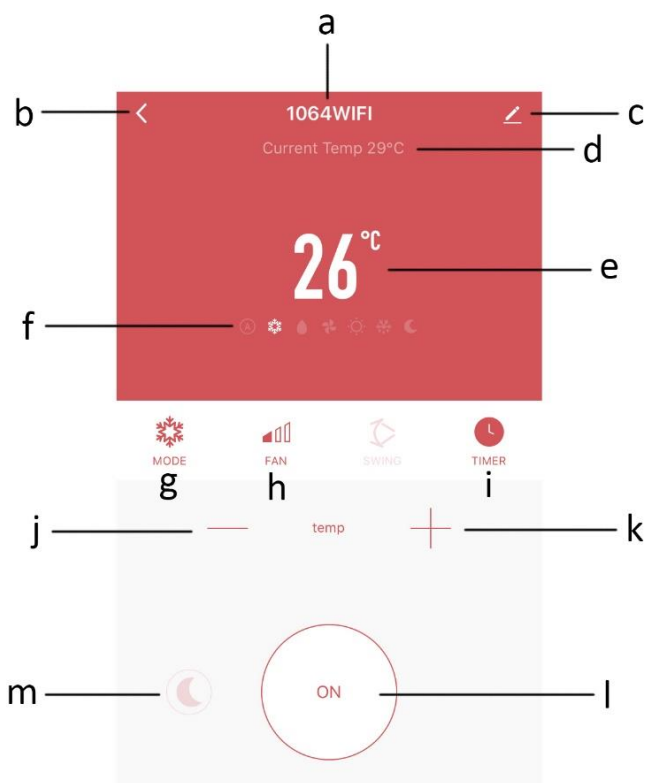 a
b
1064WIFI
c
Current Temp 29°C
d
26°C
e
f
A
MODE
FAN
SWING
TIMER
g
h
i
j
temp
k
m
ON
l